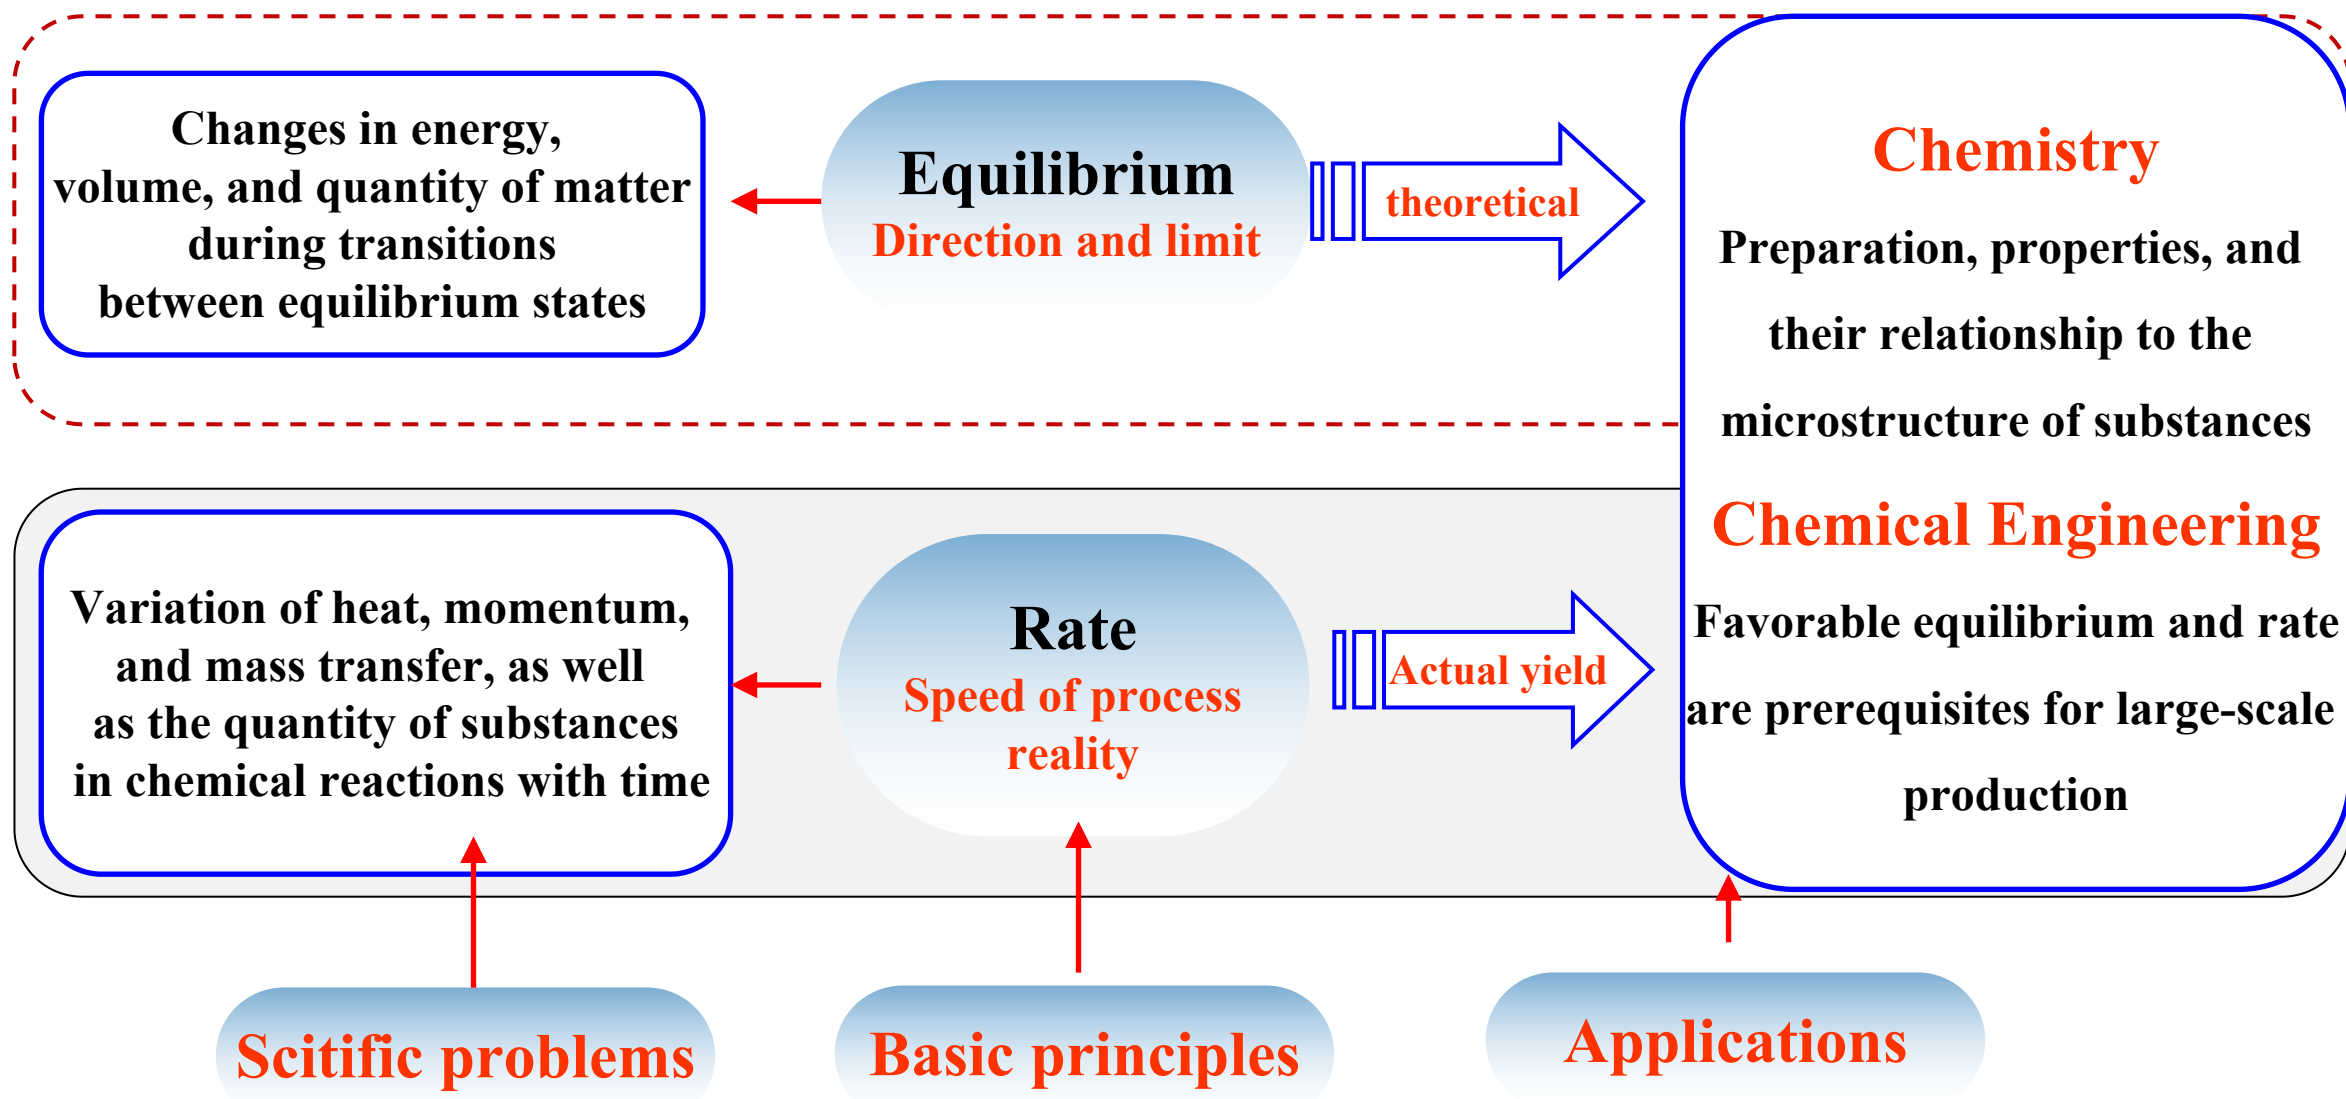 Changes in energy,
volume, and quantity of matter
during transitions
between equilibrium states
Equilibrium
Direction and limit
theoretical
Chemistry
Preparation, properties, and
their relationship to the
microstructure of substances
Chemical Engineering
Favorable equilibrium and rate
are prerequisites for large-scale
production
Variation of heat, momentum,
and mass transfer, as well
as the quantity of substances
in chemical reactions with time
Rate
Speed of process
reality
Actual yield
Scitific problems
Basic principles
Applications